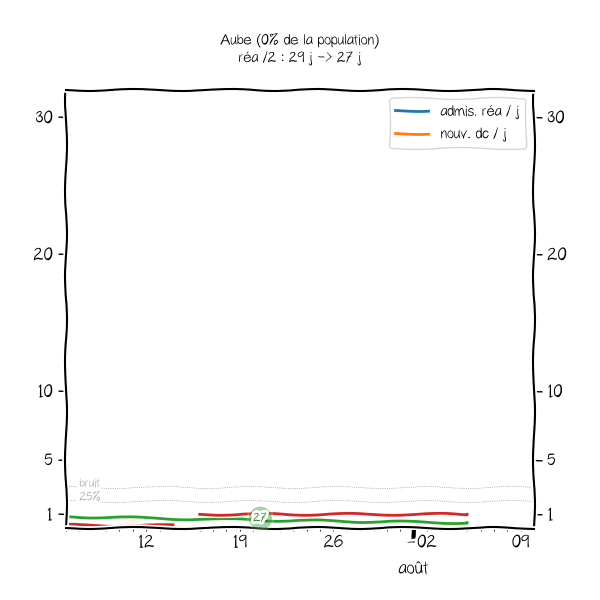 Aube (0% de la population)
réa /2 : 29 j -> 27 j
admis. réa / j
nouv. dc / j
30
30
20
20
10
10
5
5
bruit
25%
1
27
1
12
19
26
02
09
août